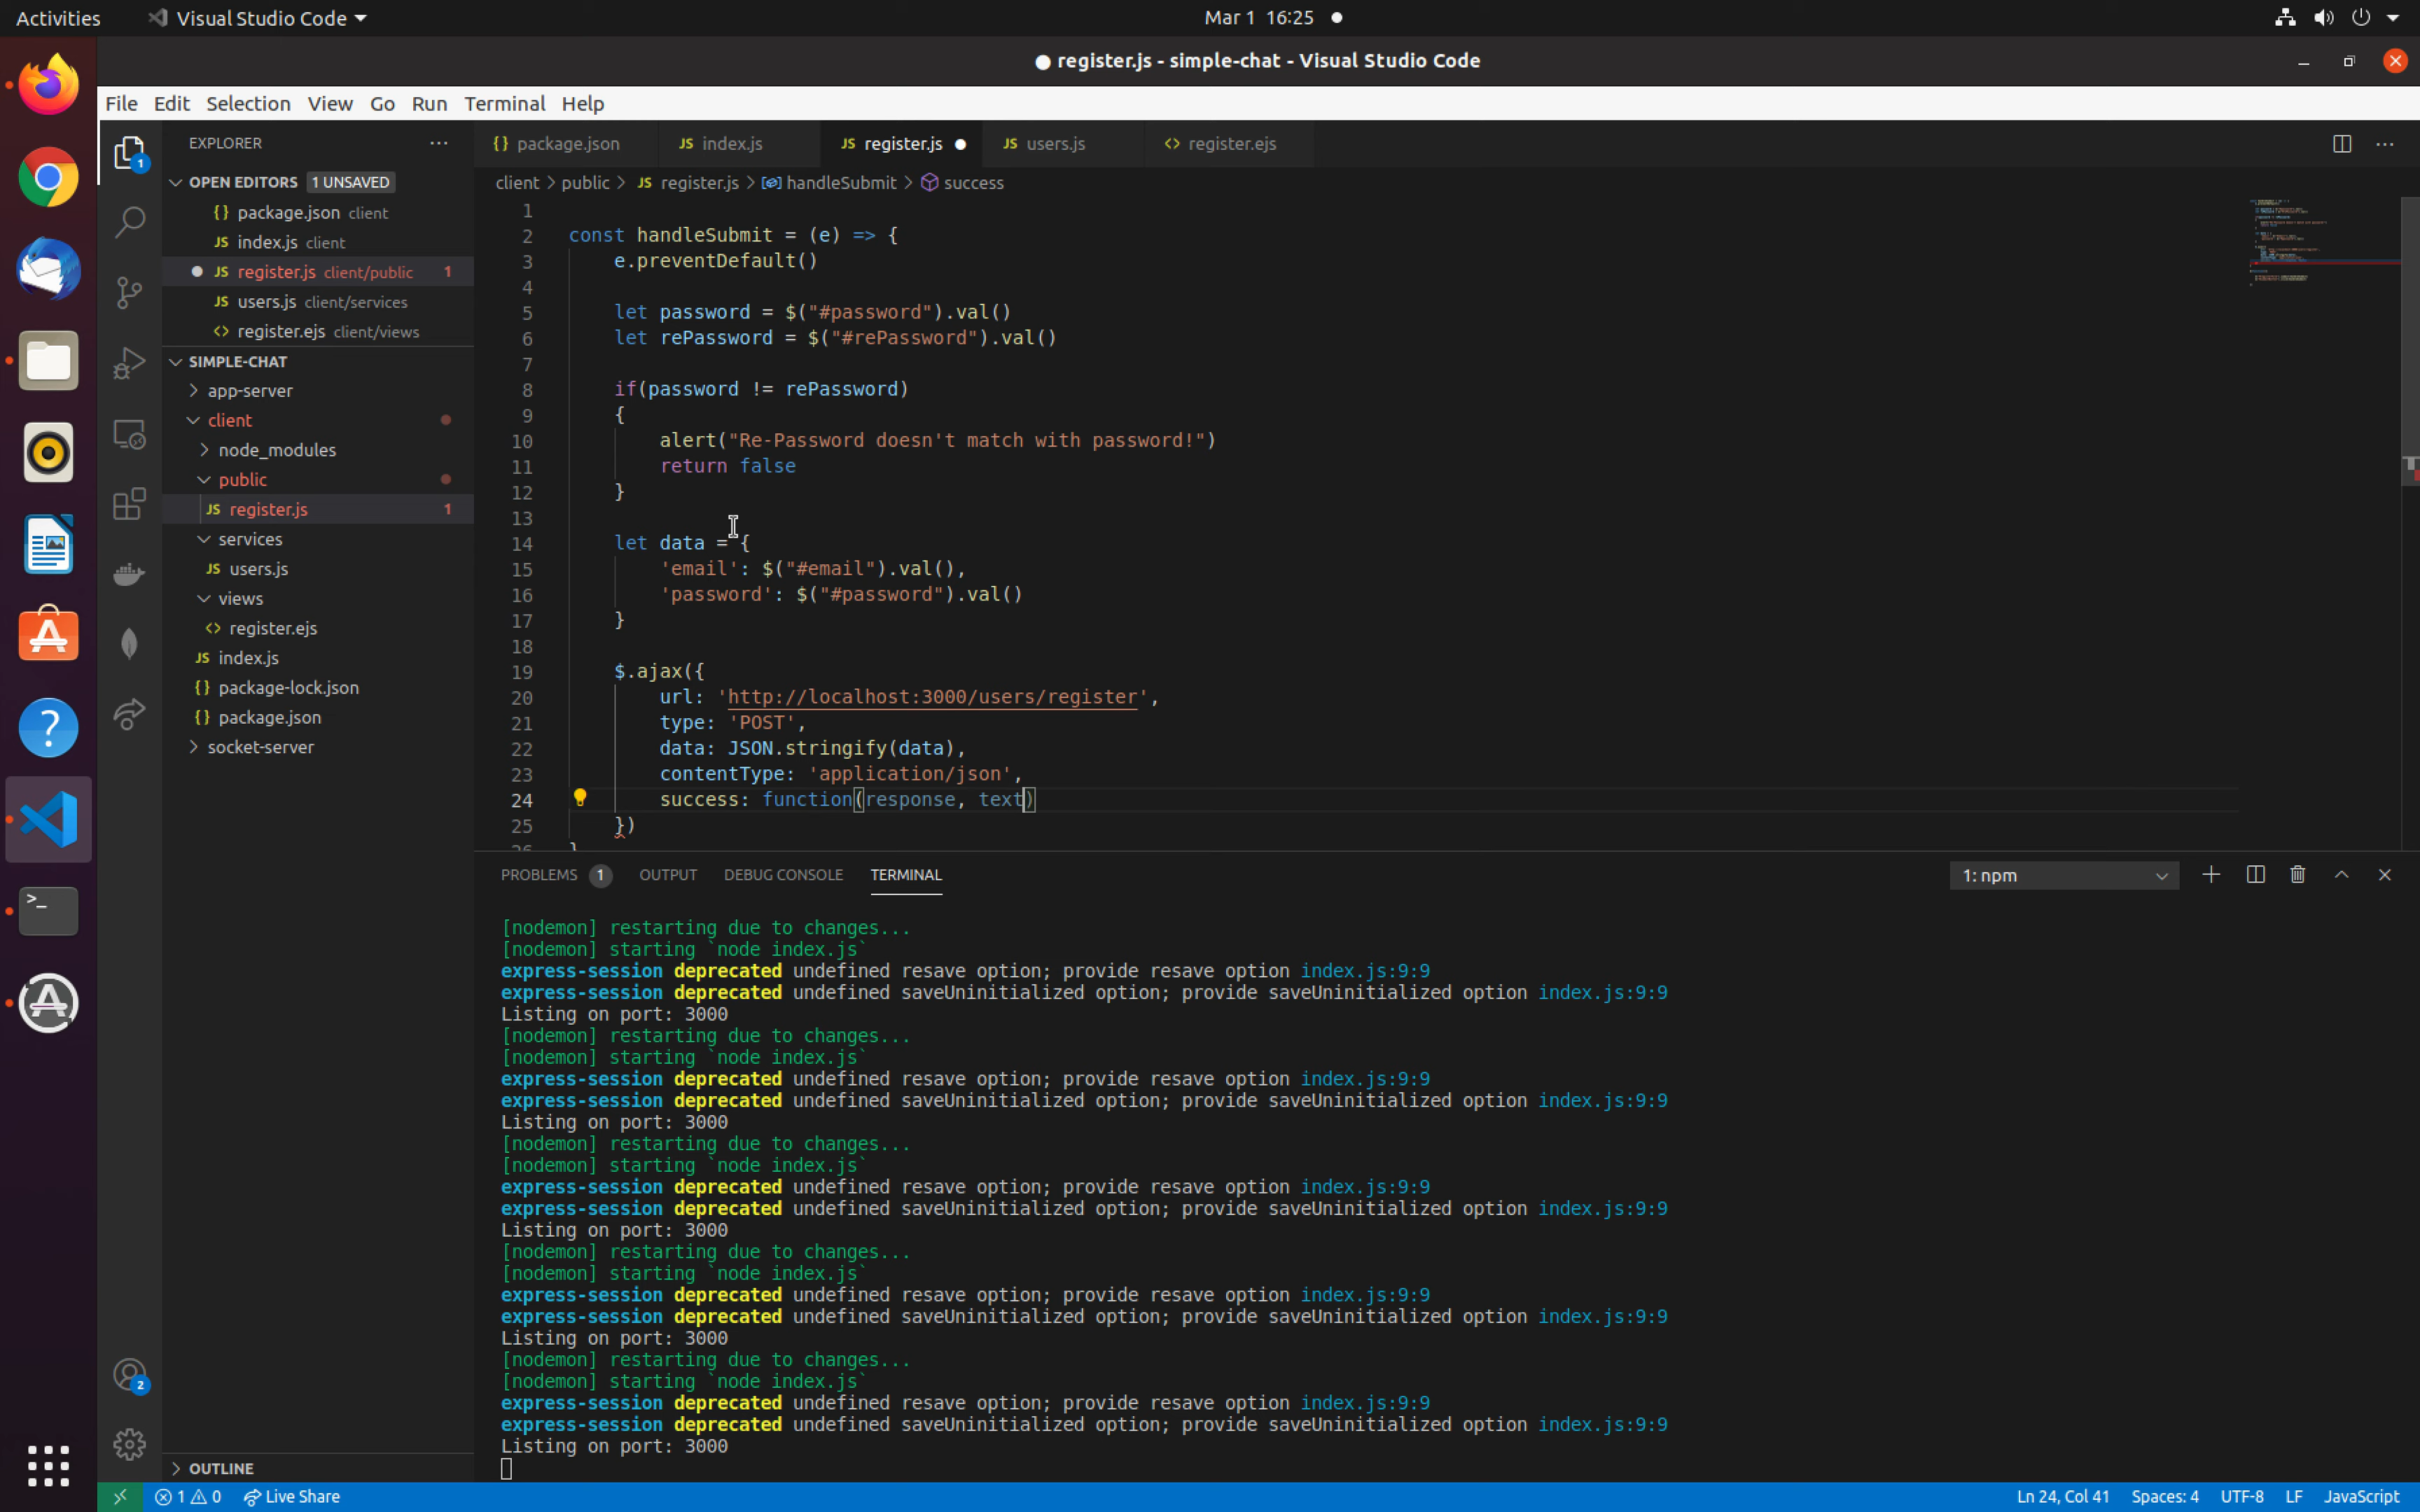 Activities
Visual Studio Code
Mar 1 16:25
register.js - simple-chat - Visual Studio Code
File Edit Selection View Go Run Terminal Help
EXPLORER
package.json
index.js
register.js
users.js
register.ejs
OPEN EDITORS 1 UNSAVED
package.json client
index.js client
register.js client/public 1
users.js client/services
register.ejs client/views
SIMPLE-CHAT
app-server
client
node_modules
public
register.js 1
services
users.js
views
register.ejs
index.js
package-lock.json
package.json
socket-server
OUTLINE
client > public > JS register.js > handleSubmit > success
1
2 const handleSubmit = (e) => {
3 e.preventDefault()
4
5 let password = $("#password").val()
6 let rePassword = $("#rePassword").val()
7
8 if(password != rePassword)
9 {
10 alert("Re-Password doesn't match with password!")
11 return false
12 }
13
14 let data = {
15 'email': $("#email").val(),
16 'password': $("#password").val()
17 }
18
19 $.ajax({
20 url: 'http://localhost:3000/users/register',
21 type: 'POST',
22 data: JSON.stringify(data),
23 contentType: 'application/json',
24 success: function(response, text)
25 })
26 }
PROBLEMS 1 OUTPUT DEBUG CONSOLE TERMINAL
1: npm
[nodemon] restarting due to changes...
[nodemon] starting `node index.js`
express-session deprecated undefined resave option; provide resave option index.js:9:9
express-session deprecated undefined saveUninitialized option; provide saveUninitialized option index.js:9:9
Listing on port: 3000
[nodemon] restarting due to changes...
[nodemon] starting `node index.js`
express-session deprecated undefined resave option; provide resave option index.js:9:9
express-session deprecated undefined saveUninitialized option; provide saveUninitialized option index.js:9:9
Listing on port: 3000
[nodemon] restarting due to changes...
[nodemon] starting `node index.js`
express-session deprecated undefined resave option; provide resave option index.js:9:9
express-session deprecated undefined saveUninitialized option; provide saveUninitialized option index.js:9:9
Listing on port: 3000
[nodemon] restarting due to changes...
[nodemon] starting `node index.js`
express-session deprecated undefined resave option; provide resave option index.js:9:9
express-session deprecated undefined saveUninitialized option; provide saveUninitialized option index.js:9:9
Listing on port: 3000
[nodemon] restarting due to changes...
[nodemon] starting `node index.js`
express-session deprecated undefined resave option; provide resave option index.js:9:9
express-session deprecated undefined saveUninitialized option; provide saveUninitialized option index.js:9:9
Listing on port: 3000
1 0 Live Share
Ln 24, Col 41 Spaces: 4 UTF-8 LF JavaScript